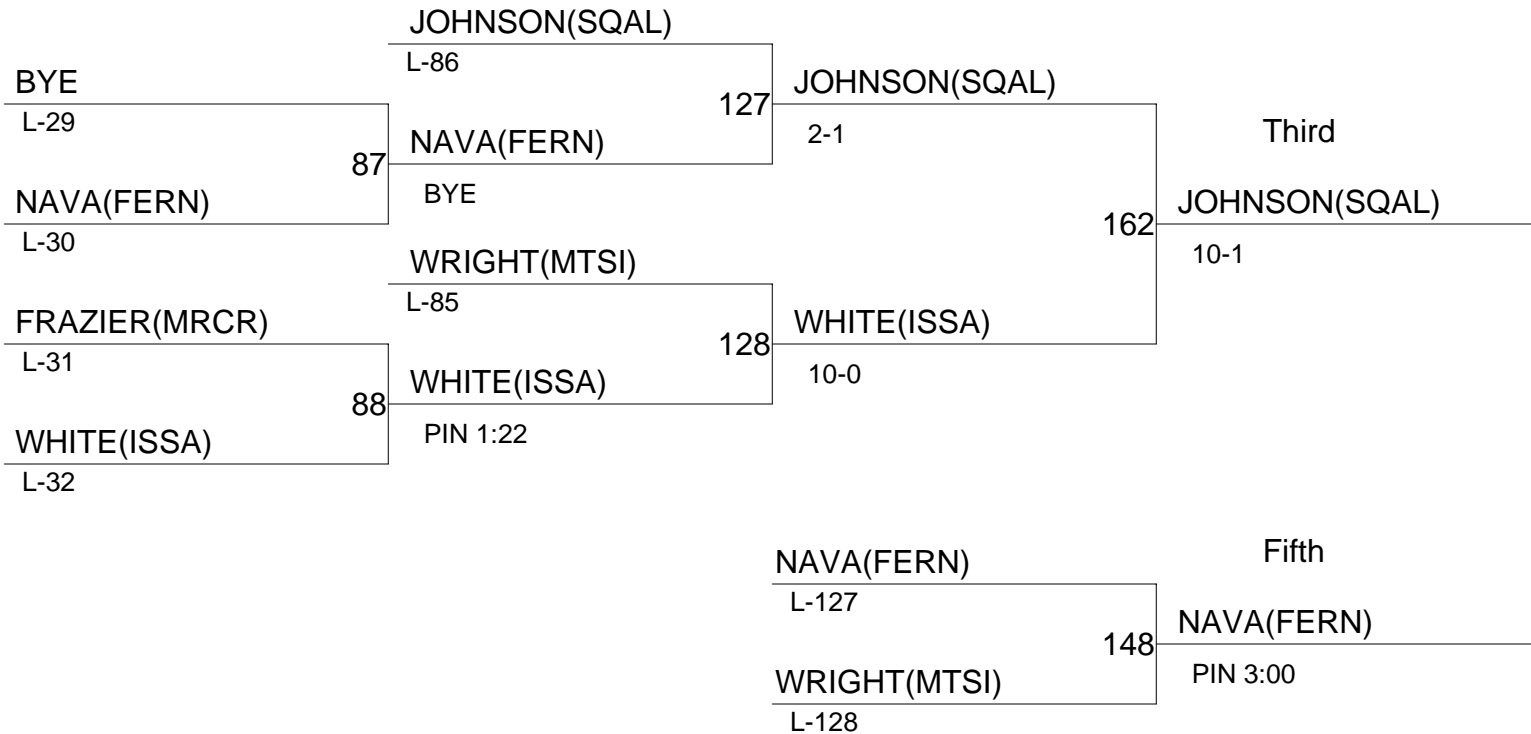 JOHNSON(SQAL)
L-86
BYE
L-29
127
JOHNSON(SQAL)
2-1
Third
87
NAVA(FERN)
BYE
NAVA(FERN)
L-30
162
JOHNSON(SQAL)
10-1
WRIGHT(MTSI)
L-85
FRAZIER(MRCR)
L-31
128
WHITE(ISSA)
10-0
88
WHITE(ISSA)
PIN 1:22
WHITE(ISSA)
L-32
Fifth
NAVA(FERN)
L-127
148
NAVA(FERN)
PIN 3:00
WRIGHT(MTSI)
L-128